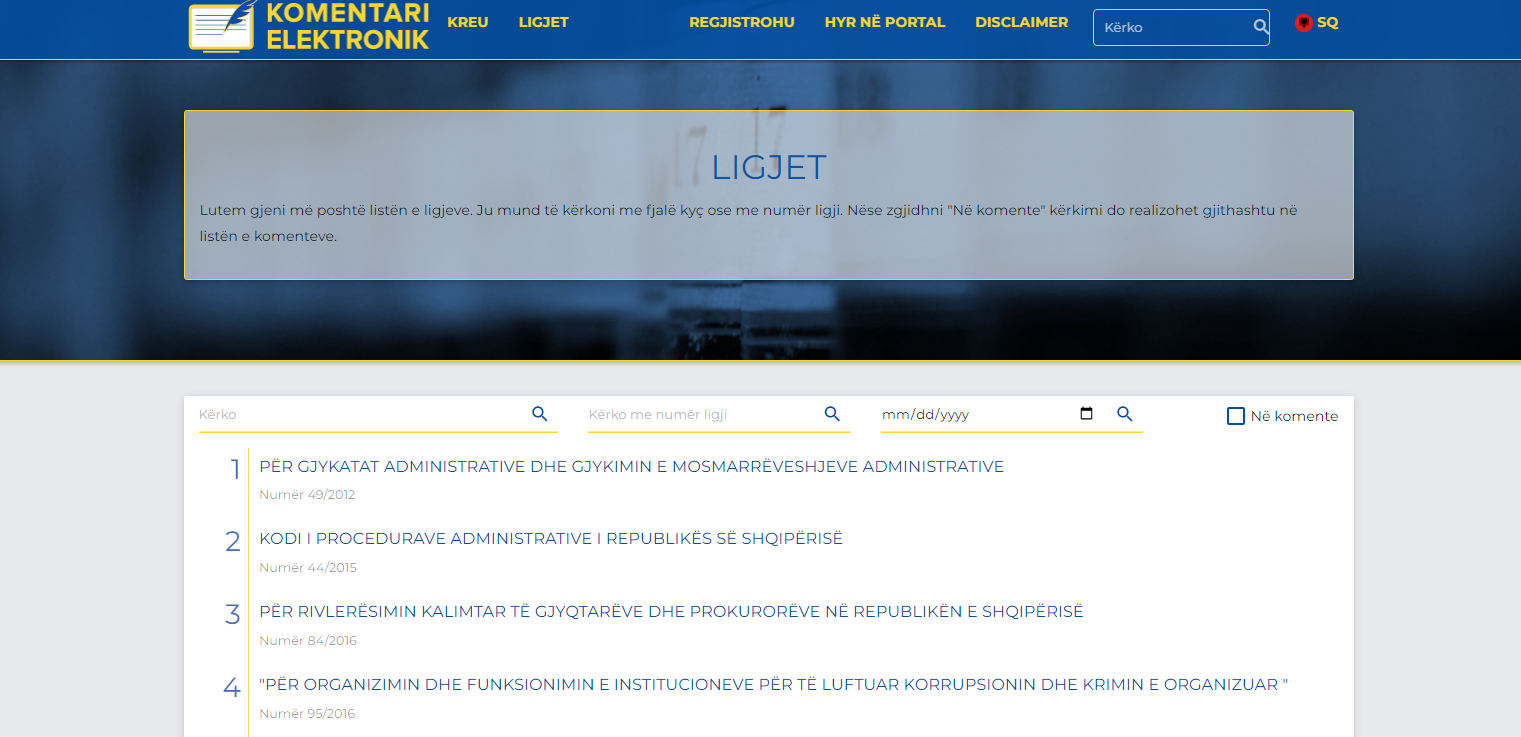 KOMENTARI
ELEKTRONIK
KREU LIGJET REGJISTROHU HYR NË PORTAL DISCLAIMER Kërko SQ
17 17
LIGJET
Lutem gjeni më poshtë listën e ligjeve. Ju mund të kërkoni me fjalë kyç ose me numër ligji. Nëse zgjidhni "Në komente" kërkimi do realizohet gjithashtu në
listën e komenteve.
Kërko Kërko me numër ligji mm/dd/yyyy Në komente
1 PËR GJYKATAT ADMINISTRATIVE DHE GJYKIMIN E MOSMARRËVESHJEVE ADMINISTRATIVE
Numër 49/2012
2 KODI I PROCEDURAVE ADMINISTRATIVE I REPUBLIKËS SË SHQIPËRISË
Numër 44/2015
3 PËR RIVLERËSIMIN KALIMTAR TË GJYQTARËVE DHE PROKURORËVE NË REPUBLIKËN E SHQIPËRISË
Numër 84/2016
4 "PËR ORGANIZIMIN DHE FUNKSIONIMIN E INSTITUCIONEVE PËR TË LUFTUAR KORRUPSIONIN DHE KRIMIN E ORGANIZUAR "
Numër 95/2016